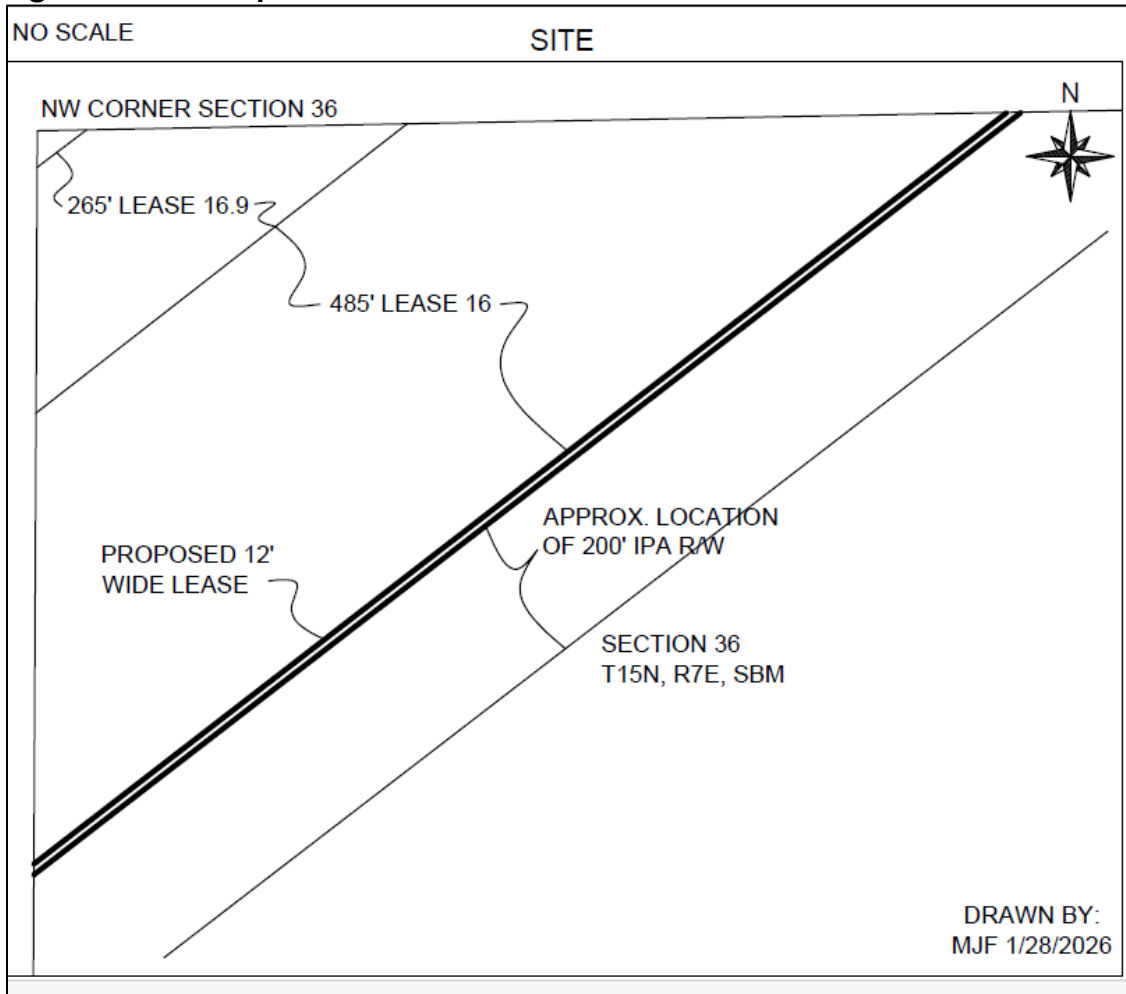 NO SCALE
SITE
NW CORNER SECTION 36
N
265' LEASE 16.9
485' LEASE 16
APPROX. LOCATION
OF 200' IPA R/W
PROPOSED 12'
WIDE LEASE
SECTION 36
T15N, R7E, SBM
DRAWN BY:
MJF 1/28/2026